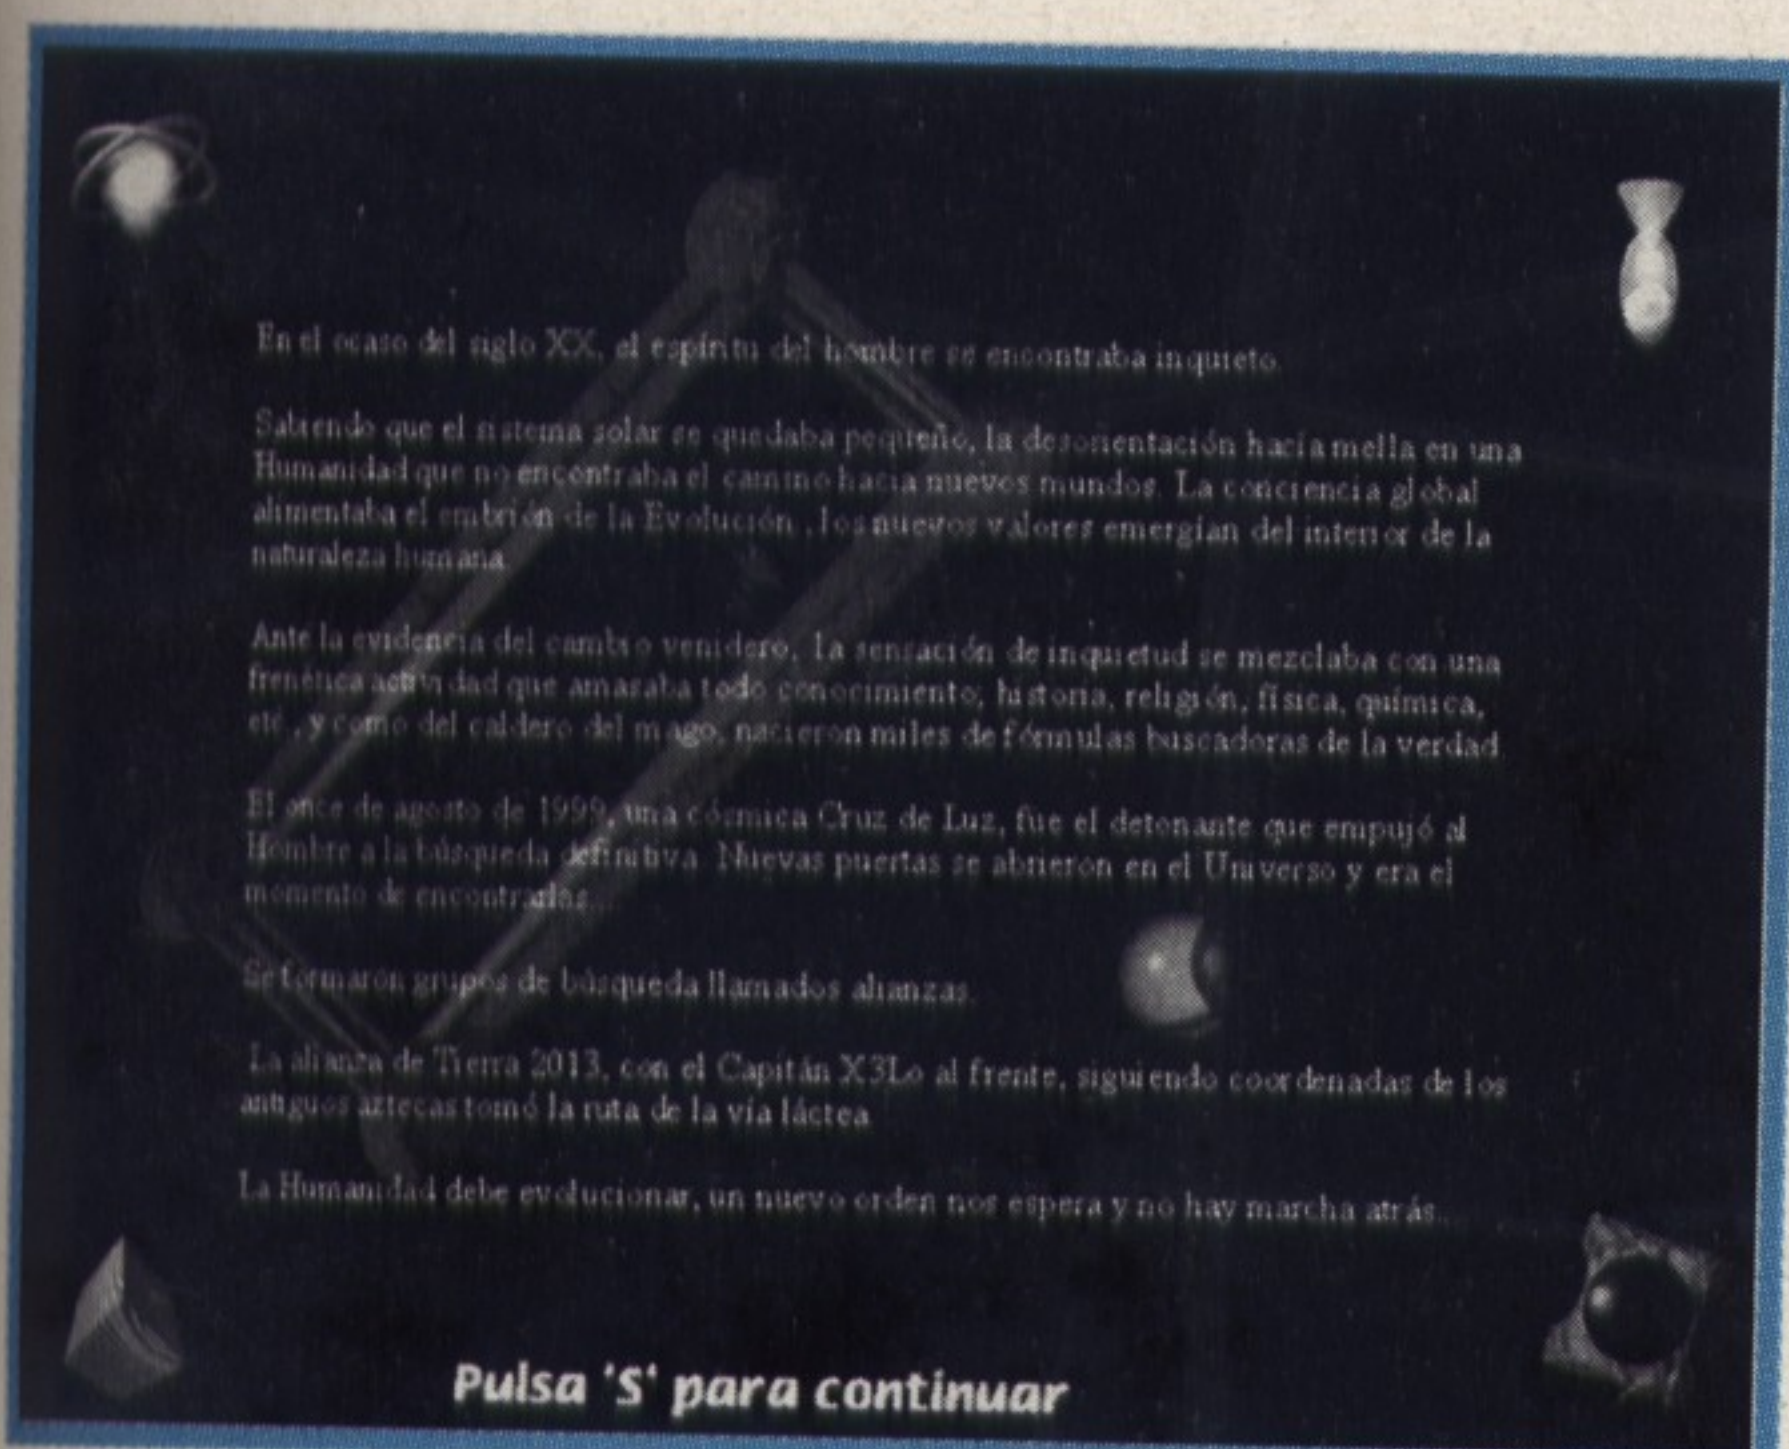 En el ocaso del siglo XX, el espíritu del hombre se encontraba inquieto.
Sabiendo que el sistema solar se quedaba pequeño, la desorientación hacía mella en una
Humanidad que no encontraba el camino hacia nuevos mundos. La conciencia global
alimentaba el embrión de la Evolución , los nuevos valores emergían del interior de la
naturaleza humana.
Ante la evidencia del cambio venidero, la sensación de inquietud se mezclaba con una
frenética actividad que amasaba todo conocimiento; historia, religión, física, química,
etc., y como del caldero del mago, nacieron miles de fórmulas buscadoras de la verdad.
El once de agosto de 1999, una cósmica Cruz de Luz, fue el detonante que empujó al
Hombre a la búsqueda definitiva. Nuevas puertas se abrieron en el Universo y era el
momento de encontrarlas.
Se formaron grupos de búsqueda llamados alianzas.
La alianza de Tierra 2013, con el Capitán X3Lo al frente, siguiendo coordenadas de los
antiguos aztecas tomó la ruta de la vía láctea.
La Humanidad debe evolucionar, un nuevo orden nos espera y no hay marcha atrás...
Pulsa 'S' para continuar